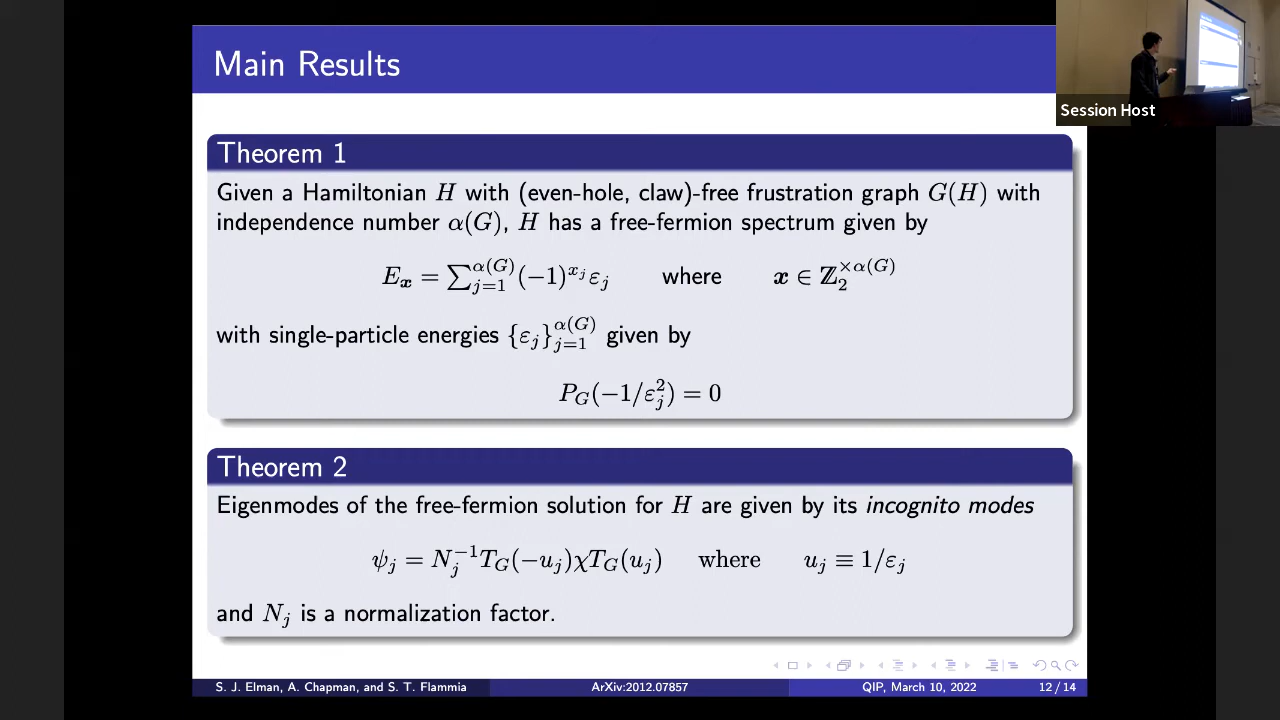 Main Results
Session Host
Theorem 1
Given a Hamiltonian H with (even-hole, claw)-free frustration graph G(H) with
independence number α(G), H has a free-fermion spectrum given by
E_𝒙 = ∑_{j=1}^{α(G)} (−1)^{x_j} ε_j where 𝒙 ∈ ℤ_2^{×α(G)}
with single-particle energies {ε_j}_{j=1}^{α(G)} given by
P_G(−1/ε_j^2) = 0
Theorem 2
Eigenmodes of the free-fermion solution for H are given by its incognito modes
ψ_j = N_j^{−1} T_G(−u_j) χ T_G(u_j) where u_j ≡ 1/ε_j
and N_j is a normalization factor.
S. J. Elman, A. Chapman, and S. T. Flammia ArXiv:2012.07857 QIP, March 10, 2022 12 / 14